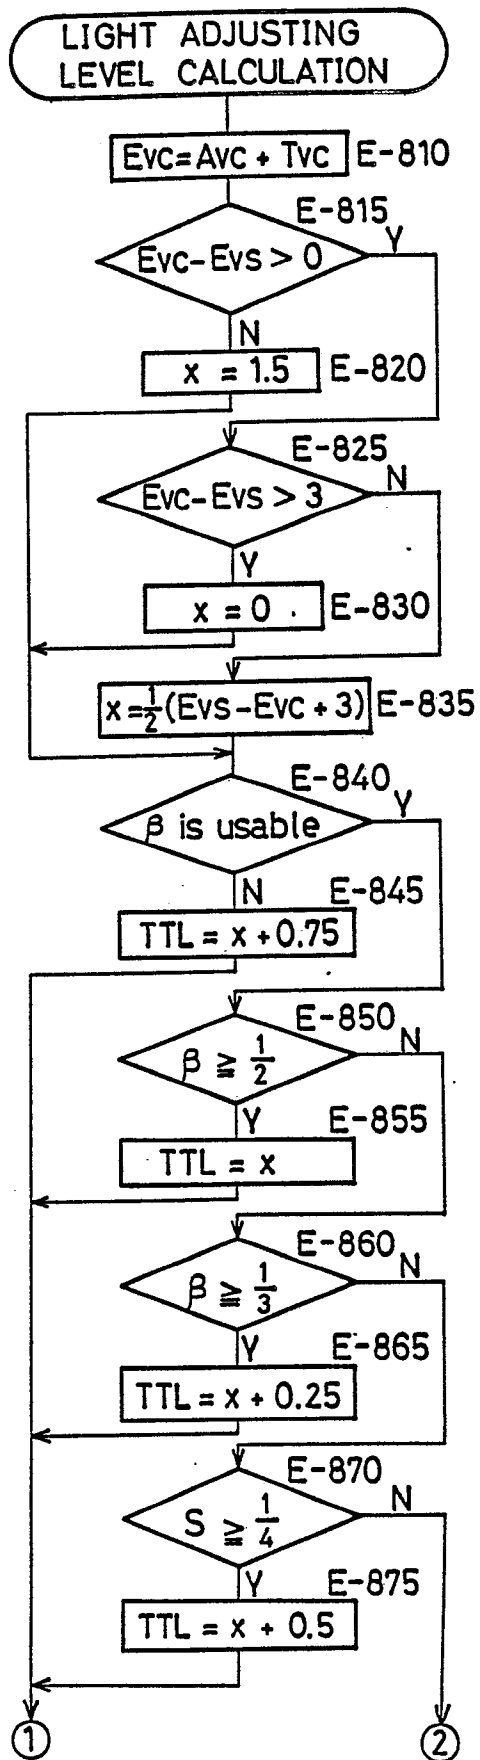 LIGHT ADJUSTING
LEVEL CALCULATION
Evc=Avc + Tvc E-810
E-815
Evc-Evs > 0 Y
N
x = 1.5 E-820
E-825
Evc-Evs > 3 N
Y
x = 0 . E-830
x=1/2(Evs-Evc+3) E-835
E-840
β is usable Y
N E-845
TTL = x + 0.75
E-850
β ≧ 1/2 N
Y E-855
TTL = x
E-860
β ≧ 1/3 N
Y E-865
TTL = x + 0.25
E-870
S ≧ 1/4 N
Y E-875
TTL = x + 0.5
① ②